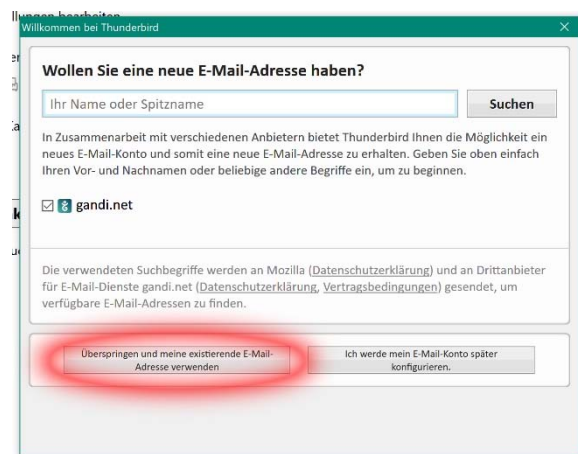 Willkommen bei Thunderbird
Wollen Sie eine neue E-Mail-Adresse haben?
Ihr Name oder Spitzname
Suchen
In Zusammenarbeit mit verschiedenen Anbietern bietet Thunderbird Ihnen die Möglichkeit ein
neues E-Mail-Konto und somit eine neue E-Mail-Adresse zu erhalten. Geben Sie oben einfach
Ihren Vor- und Nachnamen oder beliebige andere Begriffe ein, um zu beginnen.
gandi.net
Die verwendeten Suchbegriffe werden an Mozilla (Datenschutzerklärung) und an Drittanbieter
für E-Mail-Dienste gandi.net (Datenschutzerklärung, Vertragsbedingungen) gesendet, um
verfügbare E-Mail-Adressen zu finden.
Überspringen und meine existierende E-Mail-
Adresse verwenden
Ich werde mein E-Mail-Konto später
konfigurieren.